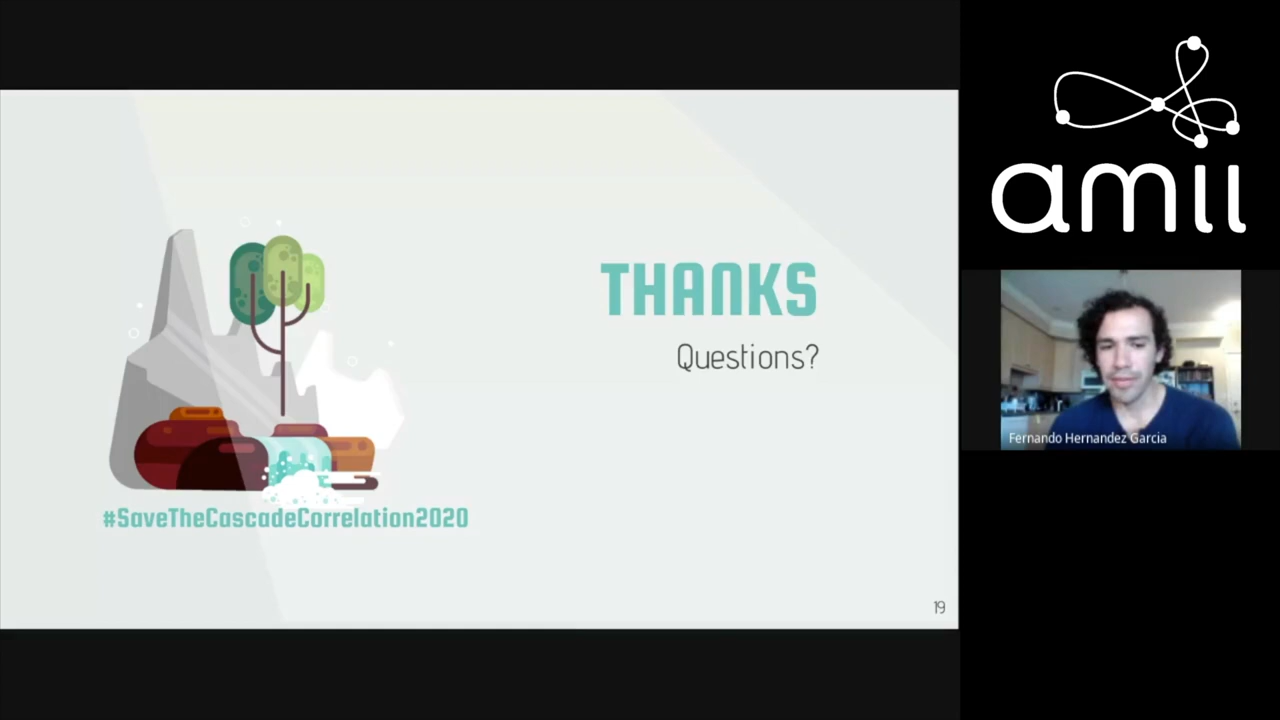 THANKS
Questions?
#SaveTheCascadeCorrelation2020
19
amii
Fernando Hernandez Garcia